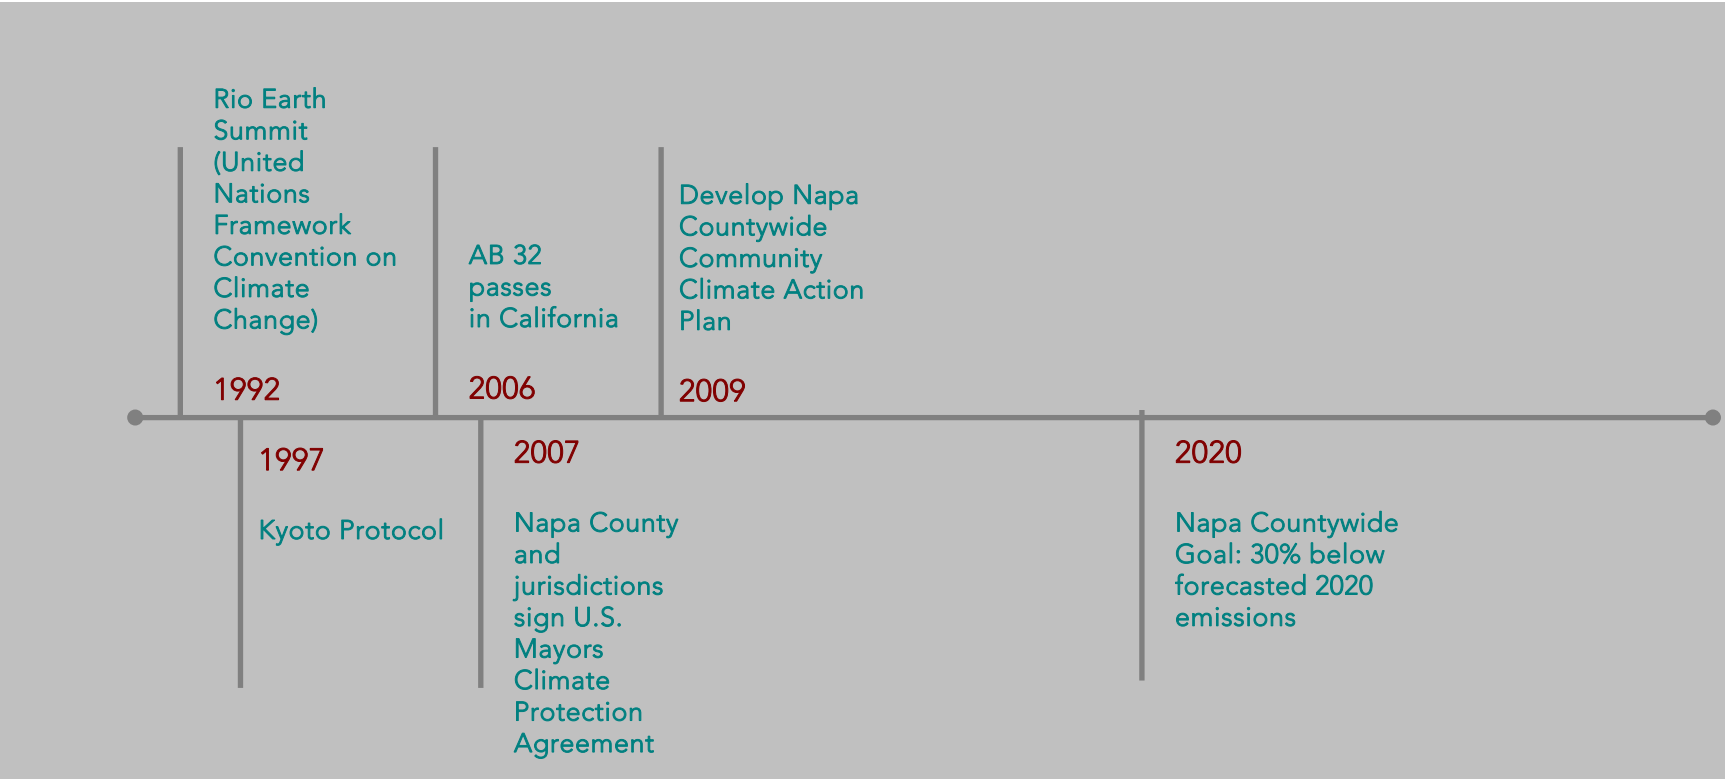 Rio Earth
Summit
(United
Nations
Framework
Convention on
Climate
Change)
1992
AB 32
passes
in California
2006
Develop Napa
Countywide
Community
Climate Action
Plan
2009
1997
Kyoto Protocol
2007
Napa County
and
jurisdictions
sign U.S.
Mayors
Climate
Protection
Agreement
2020
Napa Countywide
Goal: 30% below
forecasted 2020
emissions